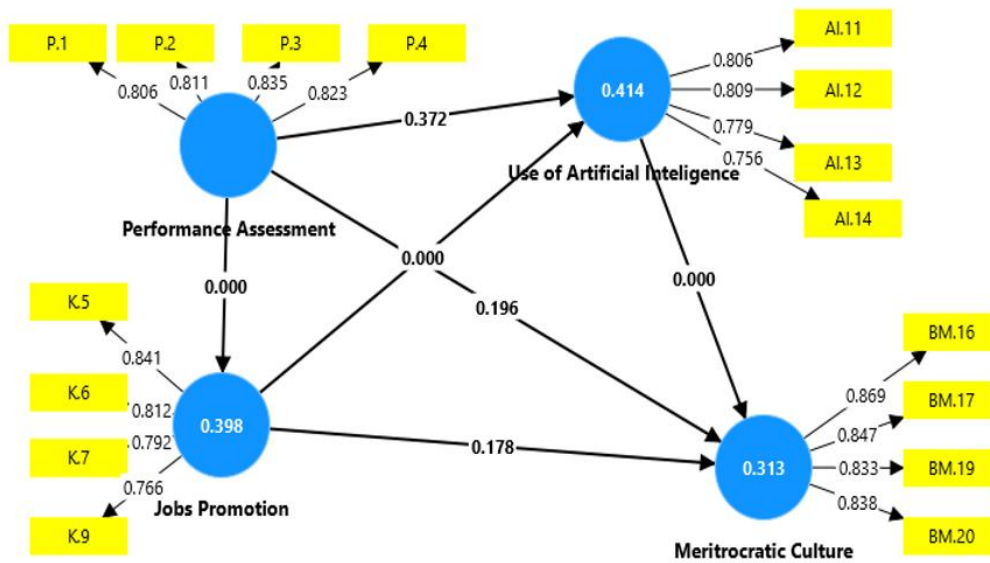 P.1
P.2
P.3
P.4
0.806
0.811
0.835
0.823
Performance Assessment
0.372
0.414
Use of Artificial Inteligence
0.806
0.809
0.779
0.756
AI.11
AI.12
AI.13
AI.14
0.000
0.000
0.196
0.000
K.5
K.6
K.7
K.9
0.841
0.812
0.792
0.766
0.398
Jobs Promotion
0.178
0.313
Meritrocratic Culture
0.869
0.847
0.833
0.838
BM.16
BM.17
BM.19
BM.20